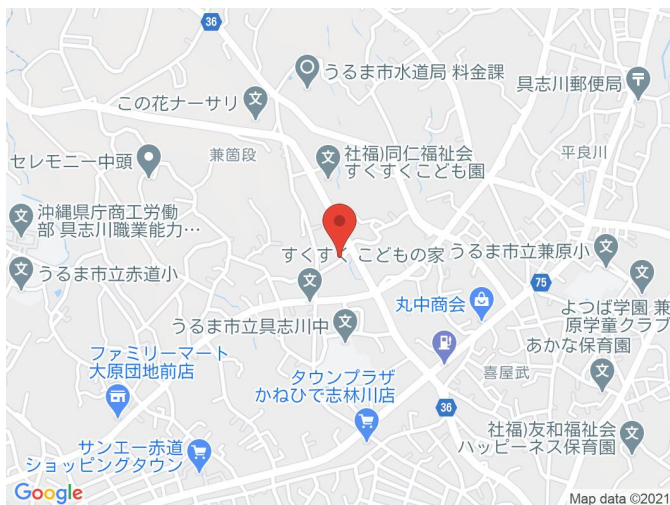 36
うるま市水道局 料金課
具志川郵便局
この花ナーサリ
兼箇段
社福)同仁福祉会
すくすくこども園
平良川
セレモニー中頭
沖縄県庁商工労働
部 具志川職業能力…
すくすく こどもの家
うるま市立兼原小
うるま市立赤道小
75
丸中商会
よつば学園 兼
原学童クラブ
うるま市立具志川中
あかな保育園
ファミリーマート
大原団地前店
タウンプラザ
かねひで志林川店
喜屋武
36
サンエー赤道
ショッピングタウン
社福)友和福祉会
ハッピーネス保育園
Google
Map data ©2021